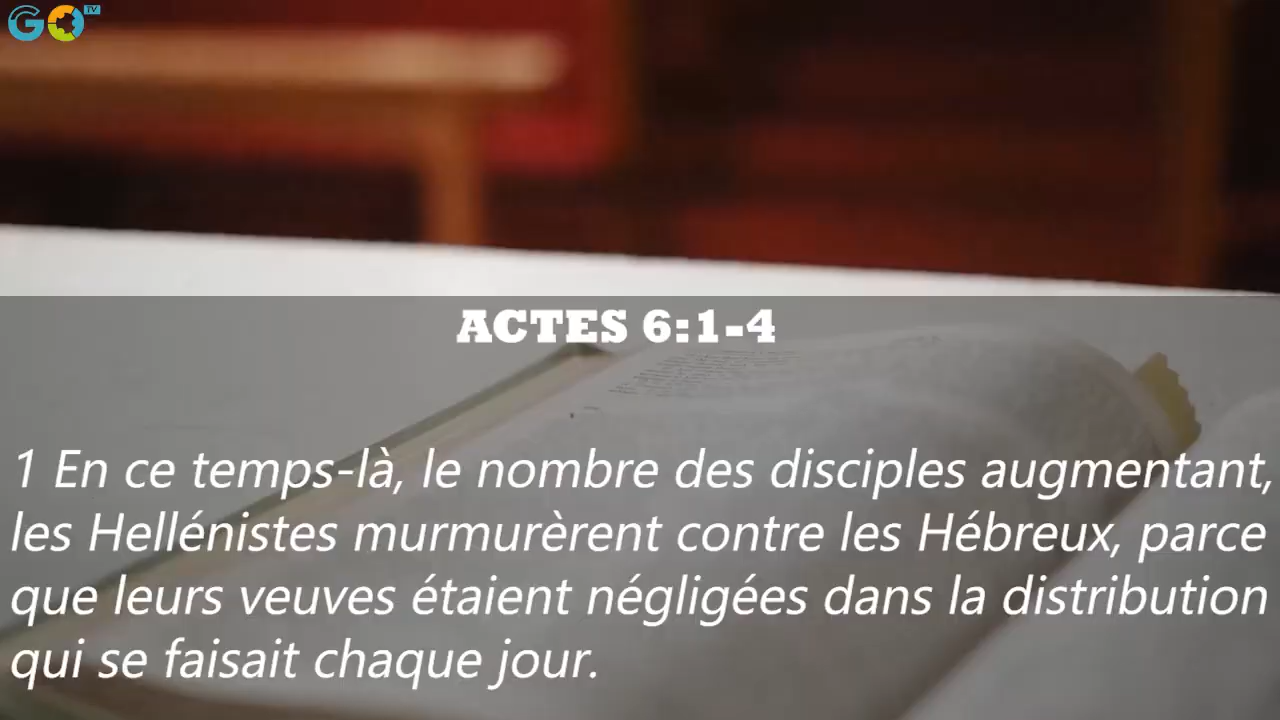 GO TV
ACTES 6:1-4
1 En ce temps-là, le nombre des disciples augmentant,
les Hellénistes murmurèrent contre les Hébreux, parce
que leurs veuves étaient négligées dans la distribution
qui se faisait chaque jour.